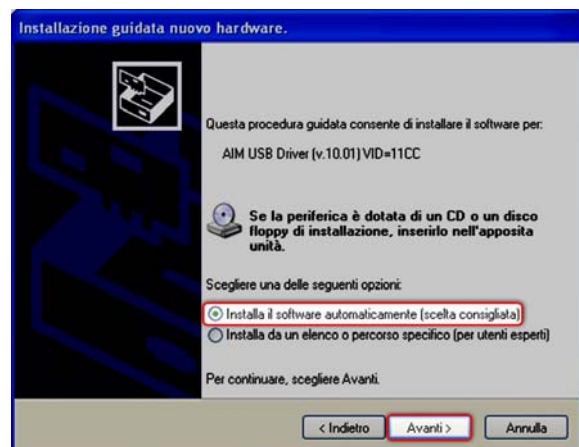 Installazione guidata nuovo hardware.
Questa procedura guidata consente di installare il software per:
AIM USB Driver (v.10.01) VID=11CC
Se la periferica è dotata di un CD o un disco
floppy di installazione, inserirlo nell'apposita
unità.
Scegliere una delle seguenti opzioni:
Installa il software automaticamente (scelta consigliata)
Installa da un elenco o percorso specifico (per utenti esperti)
Per continuare, scegliere Avanti.
< Indietro Avanti > Annulla